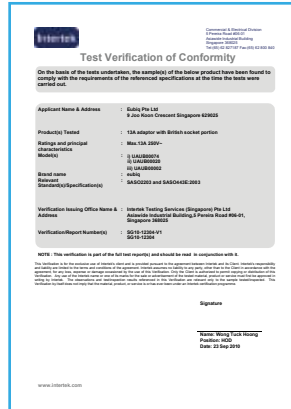 Intertek
Commercial & Electrical Division
5 Pereira Road #06-01
Asiawide Industrial Building
Singapore 368025
Test Verification of Conformity
On the basis of the tests undertaken, the sample(s) of the below product have been found to
comply with the requirements of the referenced specifications at the time the tests were
carried out.
Applicant Name & Address : Eubiq Pte Ltd
9 Joo Koon Crescent Singapore 629025
Product(s) Tested : 13A adaptor with British socket portion
Ratings and principal : Max.13A 250V~
characteristics
Model(s) : i) UAUB00074
ii) UAUB00020
iii) UAUB00002
Brand name : eubiq
Relevant : SASO2203 and SASO443E:2003
Standard(s)/Specification(s)
Verification Issuing Office Name & : Intertek Testing Services (Singapore) Pte Ltd
Address Asiawide Industrial Building,5 Pereira Road #06-01,
Singapore 368025
Verification/Report Number(s) : SG10-12304-V1
SG10-12304
NOTE : This verification is part of the full test report(s) and should be read in conjunction with it.
Signature
Name: Wong Tuck Hoong
Position: HOD
Date: 23 Sep 2010
www.intertek.com